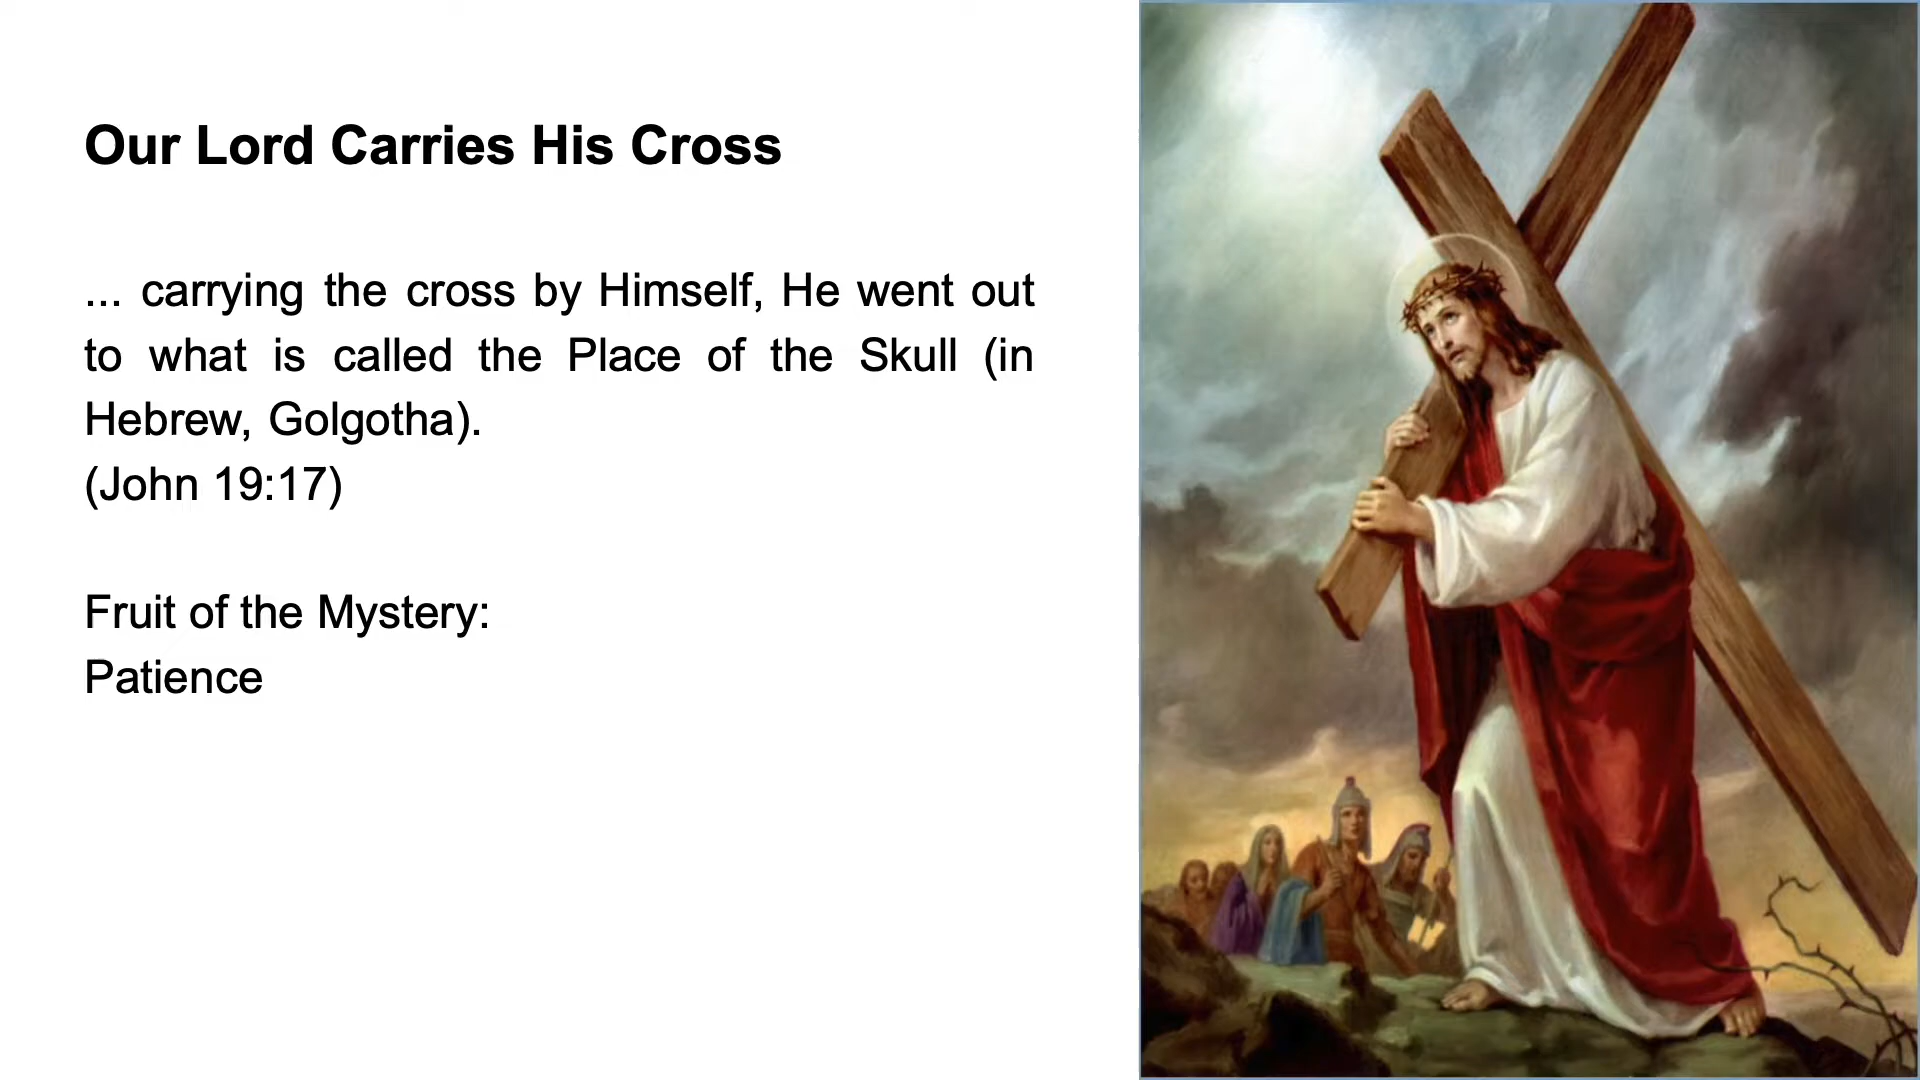 Our Lord Carries His Cross
... carrying the cross by Himself, He went out
to what is called the Place of the Skull (in
Hebrew, Golgotha).
(John 19:17)
Fruit of the Mystery:
Patience